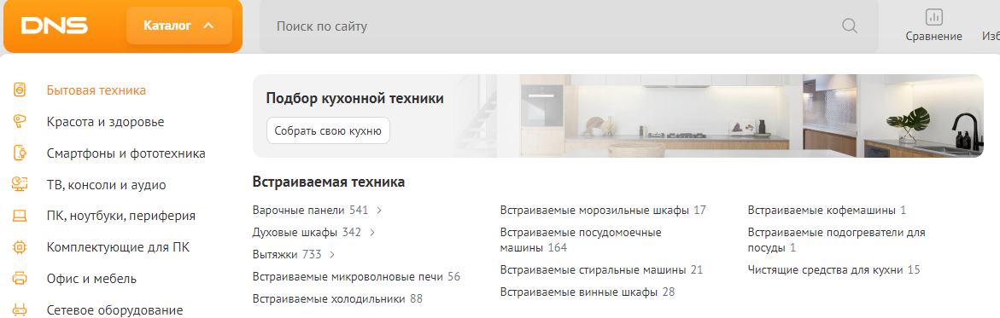 DNS
Каталог
Поиск по сайту
Сравнение
Изб
Бытовая техника
Красота и здоровье
Смартфоны и фототехника
ТВ, консоли и аудио
ПК, ноутбуки, периферия
Комплектующие для ПК
Офис и мебель
Сетевое оборудование
Подбор кухонной техники
Собрать свою кухню
Встраиваемая техника
Варочные панели 541
Духовые шкафы 342
Вытяжки 733
Встраиваемые микроволновые печи 56
Встраиваемые холодильники 88
Встраиваемые морозильные шкафы 17
Встраиваемые посудомоечные
машины 164
Встраиваемые стиральные машины 21
Встраиваемые винные шкафы 28
Встраиваемые кофемашины 1
Встраиваемые подогреватели для
посуды 1
Чистящие средства для кухни 15